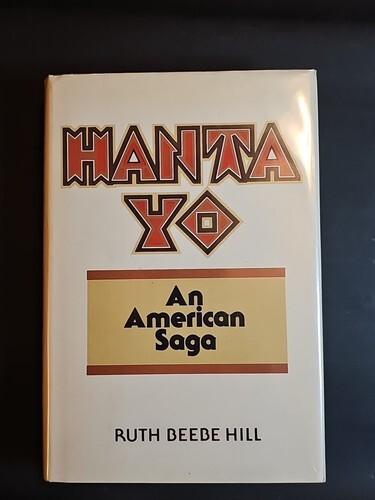 HANTA
YO
An
American
Saga
RUTH BEEBE HILL